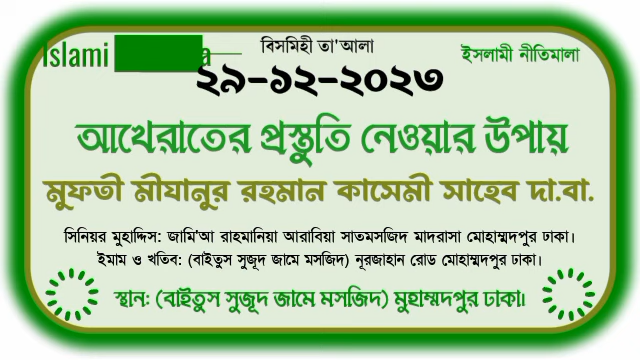 Islami
বিসমিহী তা'আলা
ইসলামী নীতিমালা
২৯-১২-২০২৩
আখেরাতের প্রস্তুতি নেওয়ার উপায়
মুফতী মীযানুর রহমান কাসেমী সাহেব দা.বা.
সিনিয়র মুহাদ্দিস: জামি'আ রাহমানিয়া আরাবিয়া সাতমসজিদ মাদরাসা মোহাম্মদপুর ঢাকা।
ইমাম ও খতিব: (বাইতুস সুজূদ জামে মসজিদ) নূরজাহান রোড মোহাম্মদপুর ঢাকা।
স্থান: (বাইতুস সুজূদ জামে মসজিদ) মুহাম্মদপুর ঢাকা।